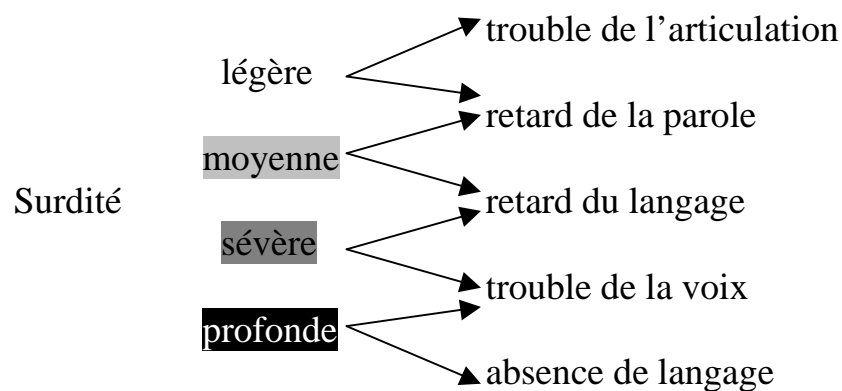 trouble de l’articulation
légère
retard de la parole
moyenne
Surdité
retard du langage
sévère
trouble de la voix
profonde
absence de langage